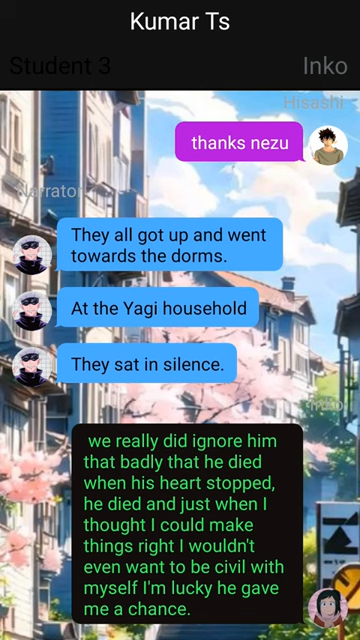 Kumar Ts
Student 3
Inko
Hisashi
thanks nezu
Narrator
They all got up and went
towards the dorms.
At the Yagi household
They sat in silence.
Inko
we really did ignore him
that badly that he died
when his heart stopped,
he died and just when I
thought I could make
things right I wouldn't
even want to be civil with
myself I'm lucky he gave
me a chance.